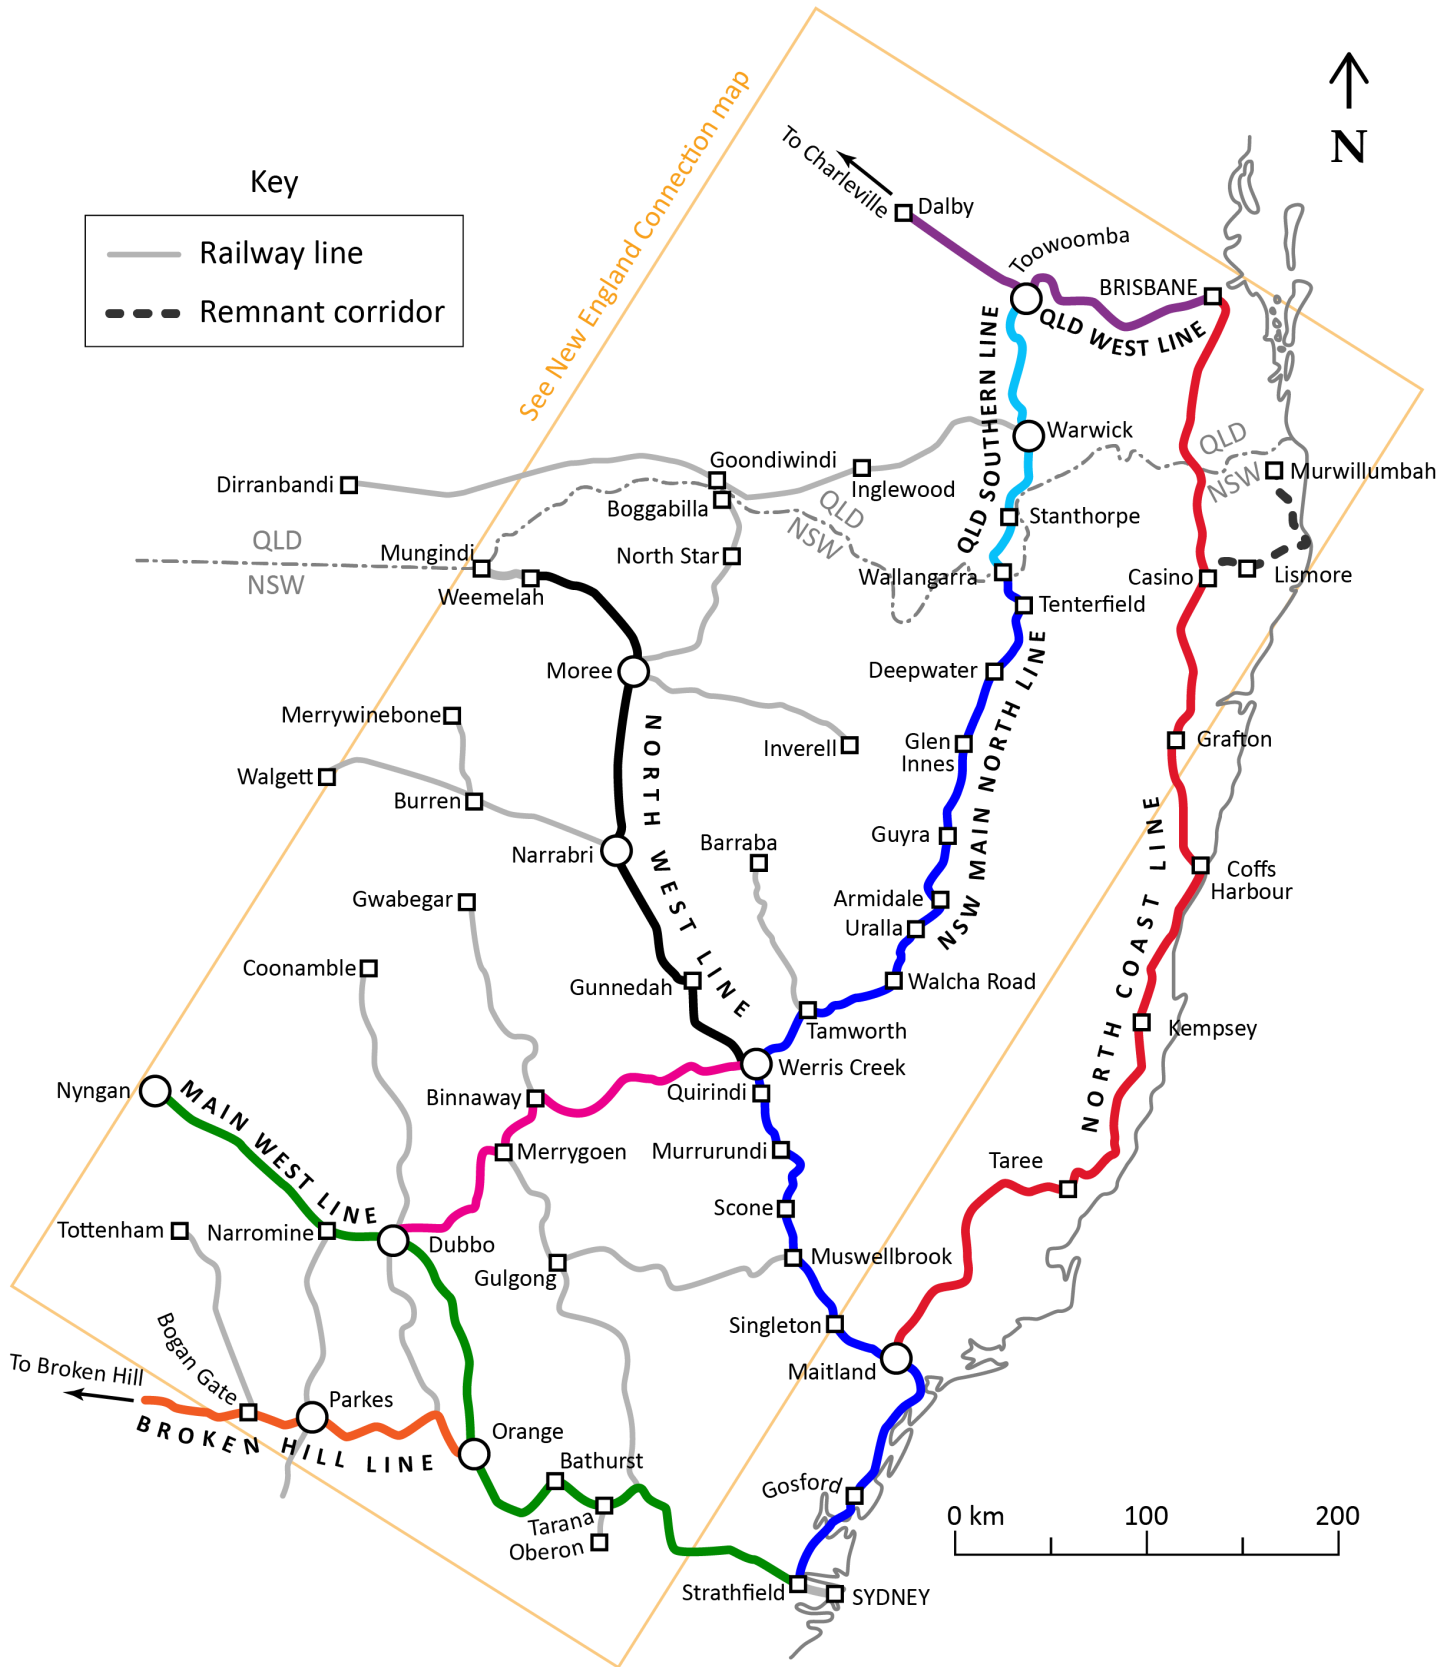 N
Key
Railway line
Remnant corridor
See New England Connection map
To Charleville
Dalby
Toowoomba
BRISBANE
QLD WEST LINE
QLD SOUTHERN LINE
Warwick
QLD
NSW
Murwillumbah
Goondiwindi
Dirranbandi
Inglewood
Boggabilla
QLD
NSW
Stanthorpe
QLD
NSW
Mungindi
North Star
Weemelah
Wallangarra
Casino
Lismore
Tenterfield
Moree
Deepwater
NSW MAIN NORTH LINE
Merrywinebone
Walgett
Burren
Inverell
Glen
Innes
Grafton
NORTH WEST LINE
Narrabri
Barraba
Guyra
Gwabegar
Armidale
Uralla
Coffs
Harbour
NORTH COAST LINE
Coonamble
Gunnedah
Walcha Road
Tamworth
Kempsey
Werris Creek
Nyngan
Quirindi
Binnaway
MAIN WEST LINE
Merrygoen
Murrurundi
Taree
Scone
Tottenham
Narromine
Dubbo
Gulgong
Muswellbrook
Singleton
Maitland
Bogan Gate
To Broken Hill
Parkes
BROKEN HILL LINE
Orange
Bathurst
Tarana
Oberon
Gosford
0 km
100
200
Strathfield
SYDNEY